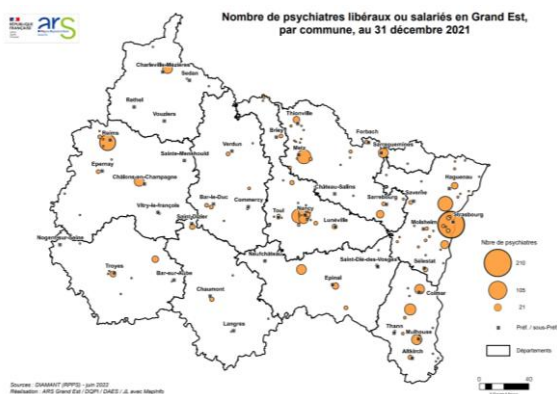 RÉPUBLIQUE
FRANÇAISE
ars
Nombre de psychiatres libéraux ou salariés en Grand Est,
par commune, au 31 décembre 2021
Charleville-Mézières
Sedan
Rethel
Vouziers
Thionville
Forbach
Briey
Sarreguemines
Reims
Verdun
Metz
Sainte-Menehould
Haguenau
Epernay
Châlons-en-Champagne
Château-Salins
Saverne
Bar-le-Duc
Commercy
Toul
Nancy
Sarrebourg
Strasbourg
Vitry-le-françois
Saint-Dizier
Lunéville
Molsheim
Nogent-sur-Seine
Neufchâteau
Saint-Dié-des-Vosges
Sélestat
Troyes
Bar-sur-Aube
Epinal
Colmar
Chaumont
Langres
Thann
Mulhouse
Altkirch
Nbre de psychiatres
210
105
21
Préf. / sous-Préf.
Départements
0
40
Sources : DIAMANT (RPPS) - juin 2022
Réalisation : ARS Grand Est / DQPI / DAES / JL avec MapInfo